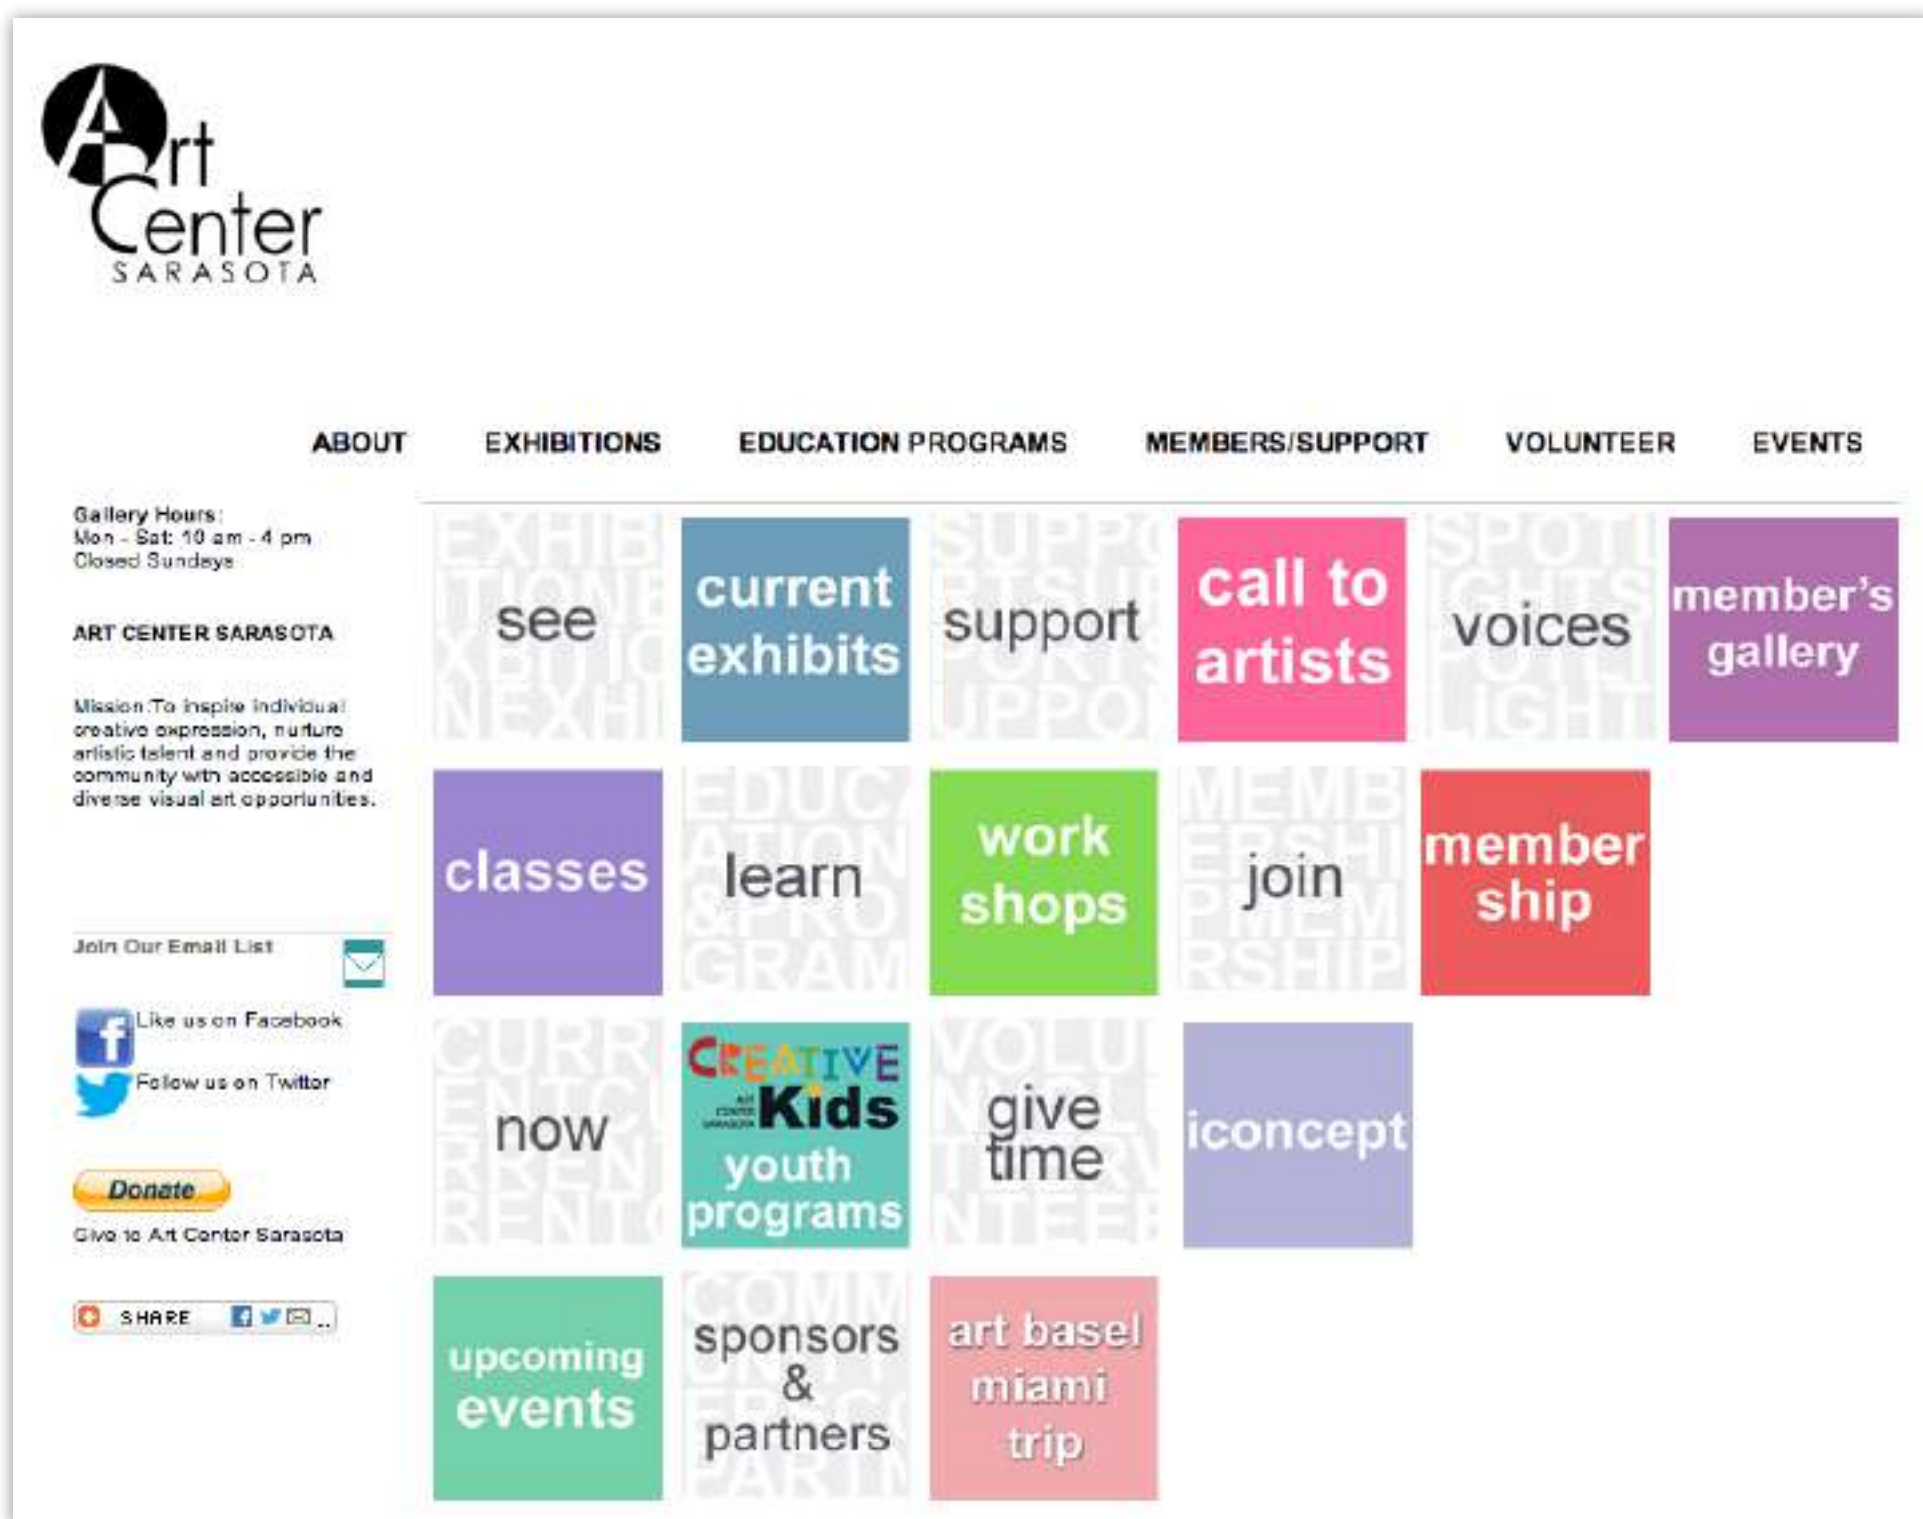 Art
Center
SARASOTA
ABOUT EXHIBITIONS EDUCATION PROGRAMS MEMBERS/SUPPORT VOLUNTEER EVENTS
Gallery Hours:
Mon - Sat: 10 am - 4 pm
Closed Sundays
ART CENTER SARASOTA
Mission:To inspire individual
creative expression, nurture
artistic talent and provide the
community with accessible and
diverse visual art opportunities.
Join Our Email List
Like us on Facebook
Follow us on Twitter
Donate
Give to Art Center Sarasota
SHARE
see
current
exhibits
support
call to
artists
voices
member's
gallery
classes
learn
work
shops
join
member
ship
now
CREATIVE
ART
CENTER
SARASOTA
Kids
youth
programs
give
time
iconcept
upcoming
events
sponsors
&
partners
art basel
miami
trip